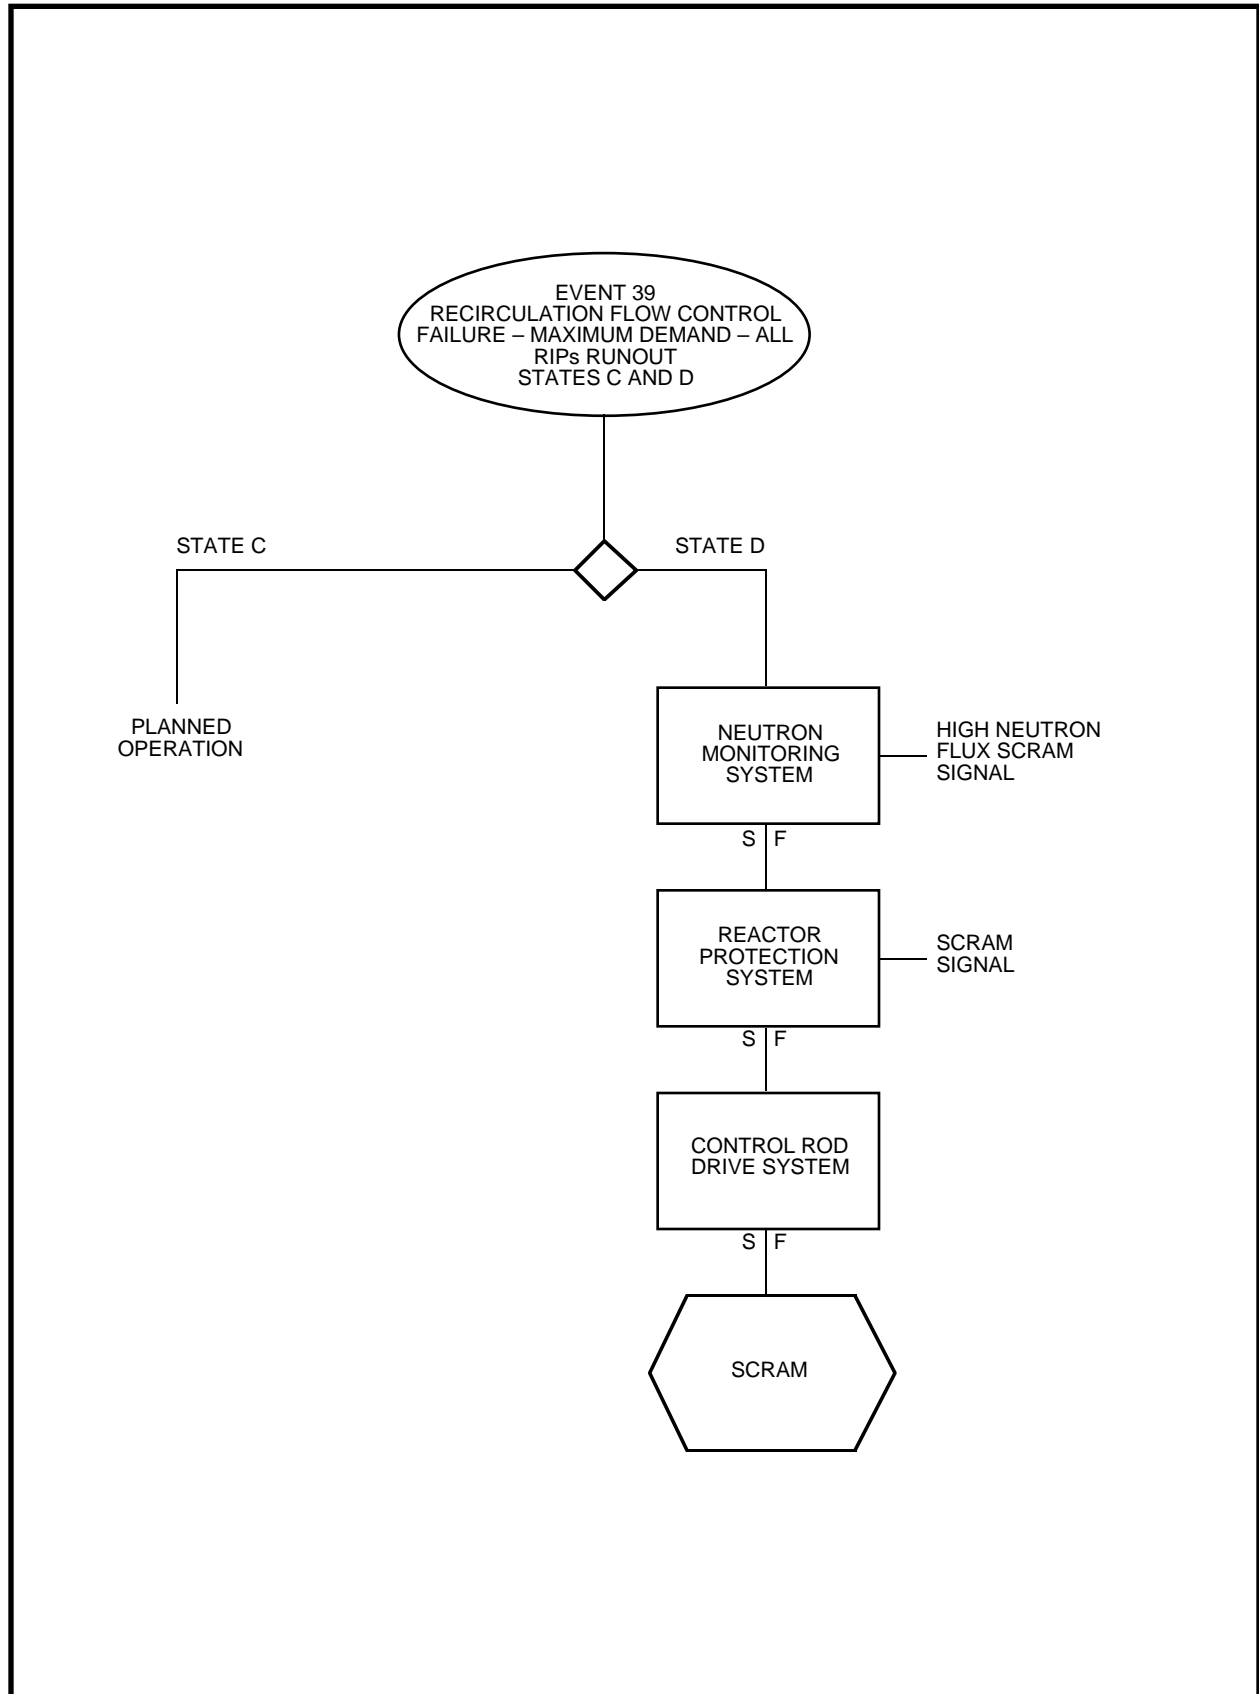 EVENT 39
RECIRCULATION FLOW CONTROL
FAILURE – MAXIMUM DEMAND – ALL
RIPs RUNOUT
STATES C AND D
STATE C
STATE D
PLANNED
OPERATION
NEUTRON
MONITORING
SYSTEM
HIGH NEUTRON
FLUX SCRAM
SIGNAL
S F
REACTOR
PROTECTION
SYSTEM
SCRAM
SIGNAL
S F
CONTROL ROD
DRIVE SYSTEM
S F
SCRAM